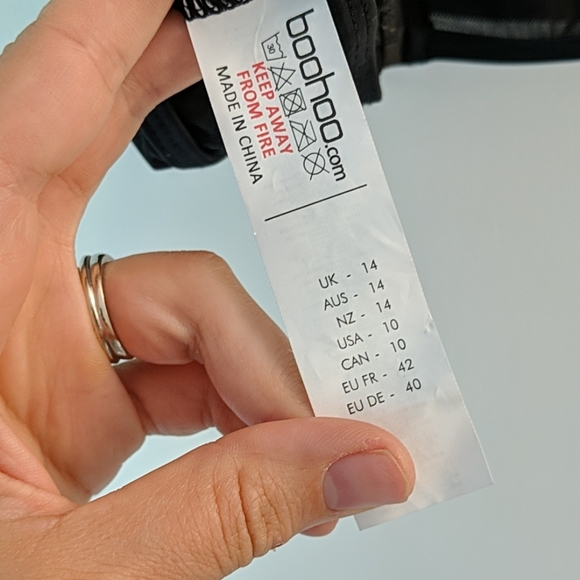 boohoo.com
30
KEEP AWAY
FROM FIRE
MADE IN CHINA
UK - 14
AUS - 14
NZ - 14
USA - 10
CAN - 10
EU FR - 42
EU DE - 40